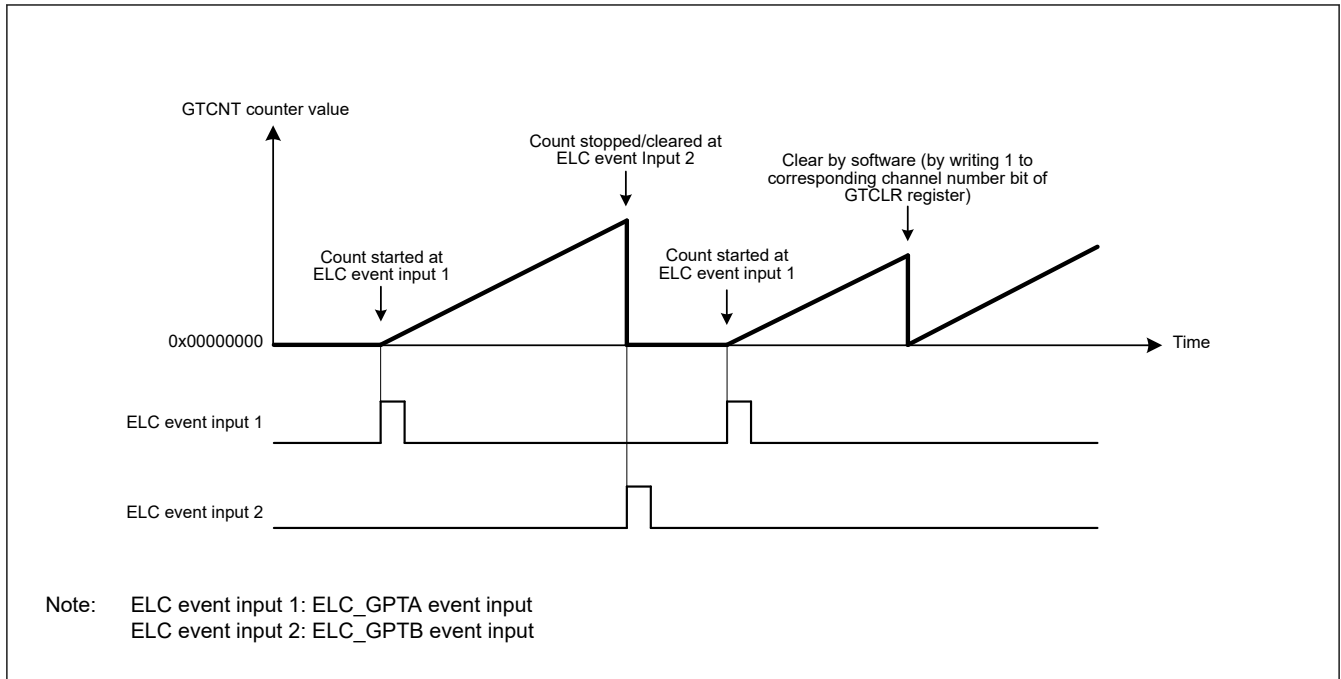 GTCNT counter value
Count stopped/cleared at
ELC event Input 2
Clear by software (by writing 1 to
corresponding channel number bit of
GTCLR register)
Count started at
ELC event input 1
Count started at
ELC event input 1
0x00000000
Time
ELC event input 1
ELC event input 2
Note: ELC event input 1: ELC_GPTA event input
ELC event input 2: ELC_GPTB event input